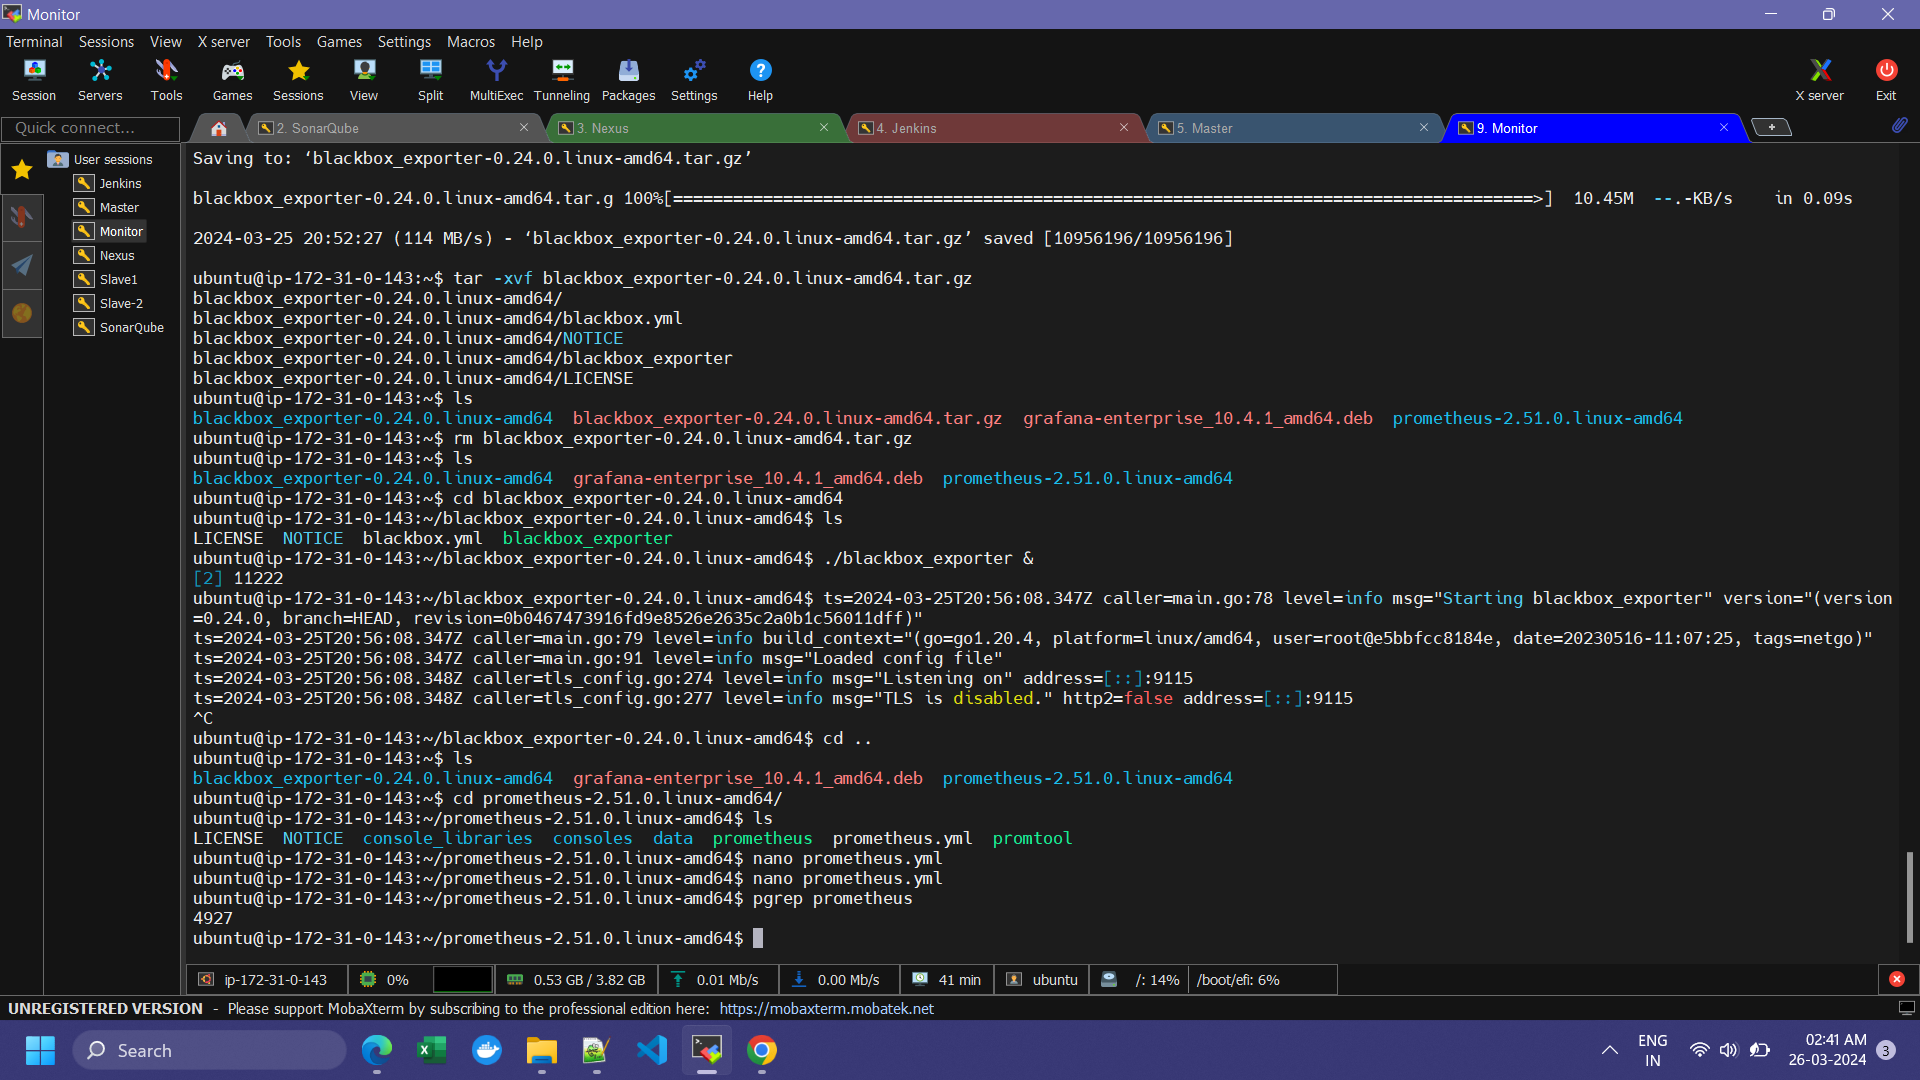 Monitor
Terminal Sessions View X server Tools Games Settings Macros Help
Session Servers Tools Games Sessions View Split MultiExec Tunneling Packages Settings Help X server Exit
Quick connect...
2. SonarQube 3. Nexus 4. Jenkins 5. Master 9. Monitor
User sessions
Jenkins
Master
Monitor
Nexus
Slave1
Slave-2
SonarQube
Saving to: ‘blackbox_exporter-0.24.0.linux-amd64.tar.gz’
blackbox_exporter-0.24.0.linux-amd64.tar.g 100%[======================================================================================>] 10.45M --.-KB/s in 0.09s
2024-03-25 20:52:27 (114 MB/s) - ‘blackbox_exporter-0.24.0.linux-amd64.tar.gz’ saved [10956196/10956196]
ubuntu@ip-172-31-0-143:~$ tar -xvf blackbox_exporter-0.24.0.linux-amd64.tar.gz
blackbox_exporter-0.24.0.linux-amd64/
blackbox_exporter-0.24.0.linux-amd64/blackbox.yml
blackbox_exporter-0.24.0.linux-amd64/NOTICE
blackbox_exporter-0.24.0.linux-amd64/blackbox_exporter
blackbox_exporter-0.24.0.linux-amd64/LICENSE
ubuntu@ip-172-31-0-143:~$ ls
blackbox_exporter-0.24.0.linux-amd64 blackbox_exporter-0.24.0.linux-amd64.tar.gz grafana-enterprise_10.4.1_amd64.deb prometheus-2.51.0.linux-amd64
ubuntu@ip-172-31-0-143:~$ rm blackbox_exporter-0.24.0.linux-amd64.tar.gz
ubuntu@ip-172-31-0-143:~$ ls
blackbox_exporter-0.24.0.linux-amd64 grafana-enterprise_10.4.1_amd64.deb prometheus-2.51.0.linux-amd64
ubuntu@ip-172-31-0-143:~$ cd blackbox_exporter-0.24.0.linux-amd64
ubuntu@ip-172-31-0-143:~/blackbox_exporter-0.24.0.linux-amd64$ ls
LICENSE NOTICE blackbox.yml blackbox_exporter
ubuntu@ip-172-31-0-143:~/blackbox_exporter-0.24.0.linux-amd64$ ./blackbox_exporter &
[2] 11222
ubuntu@ip-172-31-0-143:~/blackbox_exporter-0.24.0.linux-amd64$ ts=2024-03-25T20:56:08.347Z caller=main.go:78 level=info msg="Starting blackbox_exporter" version="(version
=0.24.0, branch=HEAD, revision=0b0467473916fd9e8526e2635c2a0b1c56011dff)"
ts=2024-03-25T20:56:08.347Z caller=main.go:79 level=info build_context="(go=go1.20.4, platform=linux/amd64, user=root@e5bbfcc8184e, date=20230516-11:07:25, tags=netgo)"
ts=2024-03-25T20:56:08.347Z caller=main.go:91 level=info msg="Loaded config file"
ts=2024-03-25T20:56:08.348Z caller=tls_config.go:274 level=info msg="Listening on" address=[::]:9115
ts=2024-03-25T20:56:08.348Z caller=tls_config.go:277 level=info msg="TLS is disabled." http2=false address=[::]:9115
^C
ubuntu@ip-172-31-0-143:~/blackbox_exporter-0.24.0.linux-amd64$ cd ..
ubuntu@ip-172-31-0-143:~$ ls
blackbox_exporter-0.24.0.linux-amd64 grafana-enterprise_10.4.1_amd64.deb prometheus-2.51.0.linux-amd64
ubuntu@ip-172-31-0-143:~$ cd prometheus-2.51.0.linux-amd64/
ubuntu@ip-172-31-0-143:~/prometheus-2.51.0.linux-amd64$ ls
LICENSE NOTICE console_libraries consoles data prometheus prometheus.yml promtool
ubuntu@ip-172-31-0-143:~/prometheus-2.51.0.linux-amd64$ nano prometheus.yml
ubuntu@ip-172-31-0-143:~/prometheus-2.51.0.linux-amd64$ nano prometheus.yml
ubuntu@ip-172-31-0-143:~/prometheus-2.51.0.linux-amd64$ pgrep prometheus
4927
ubuntu@ip-172-31-0-143:~/prometheus-2.51.0.linux-amd64$
ip-172-31-0-143 0% 0.53 GB / 3.82 GB 0.01 Mb/s 0.00 Mb/s 41 min ubuntu /: 14% /boot/efi: 6%
UNREGISTERED VERSION - Please support MobaXterm by subscribing to the professional edition here: https://mobaxterm.mobatek.net
Search
ENG
IN
02:41 AM
26-03-2024
3